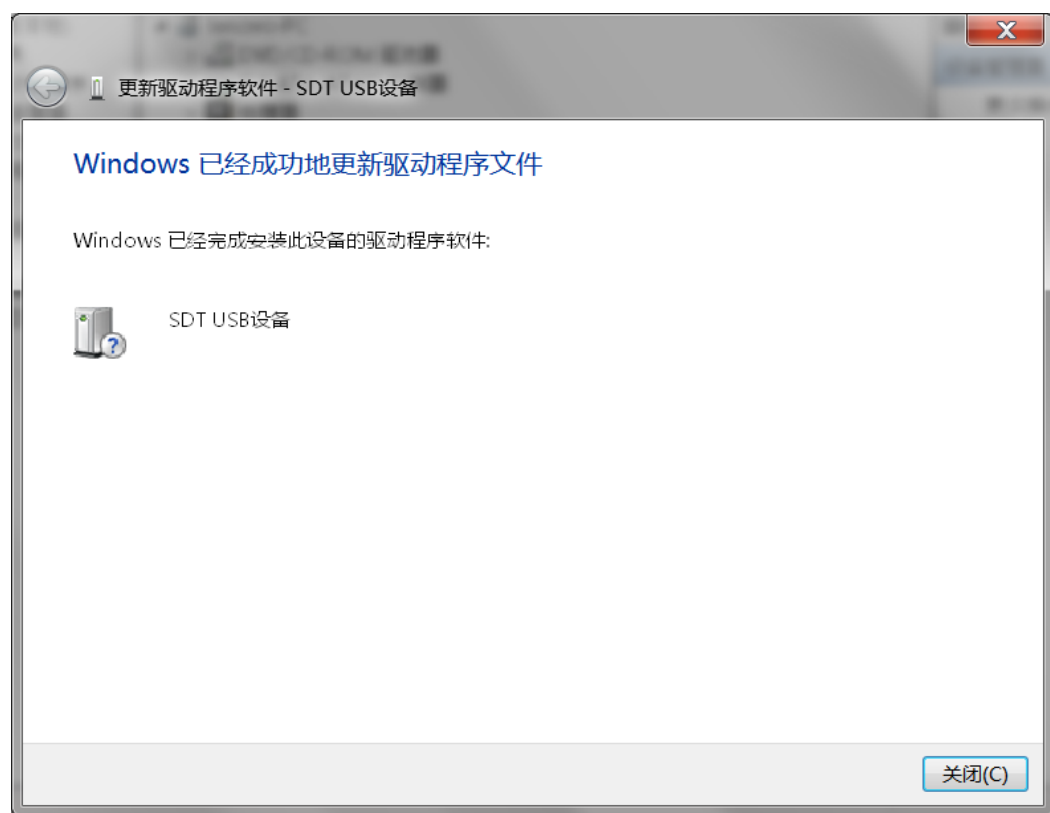 更新驱动程序软件 - SDT USB设备
Windows 已经成功地更新驱动程序文件
Windows 已经完成安装此设备的驱动程序软件:
SDT USB设备
关闭(C)